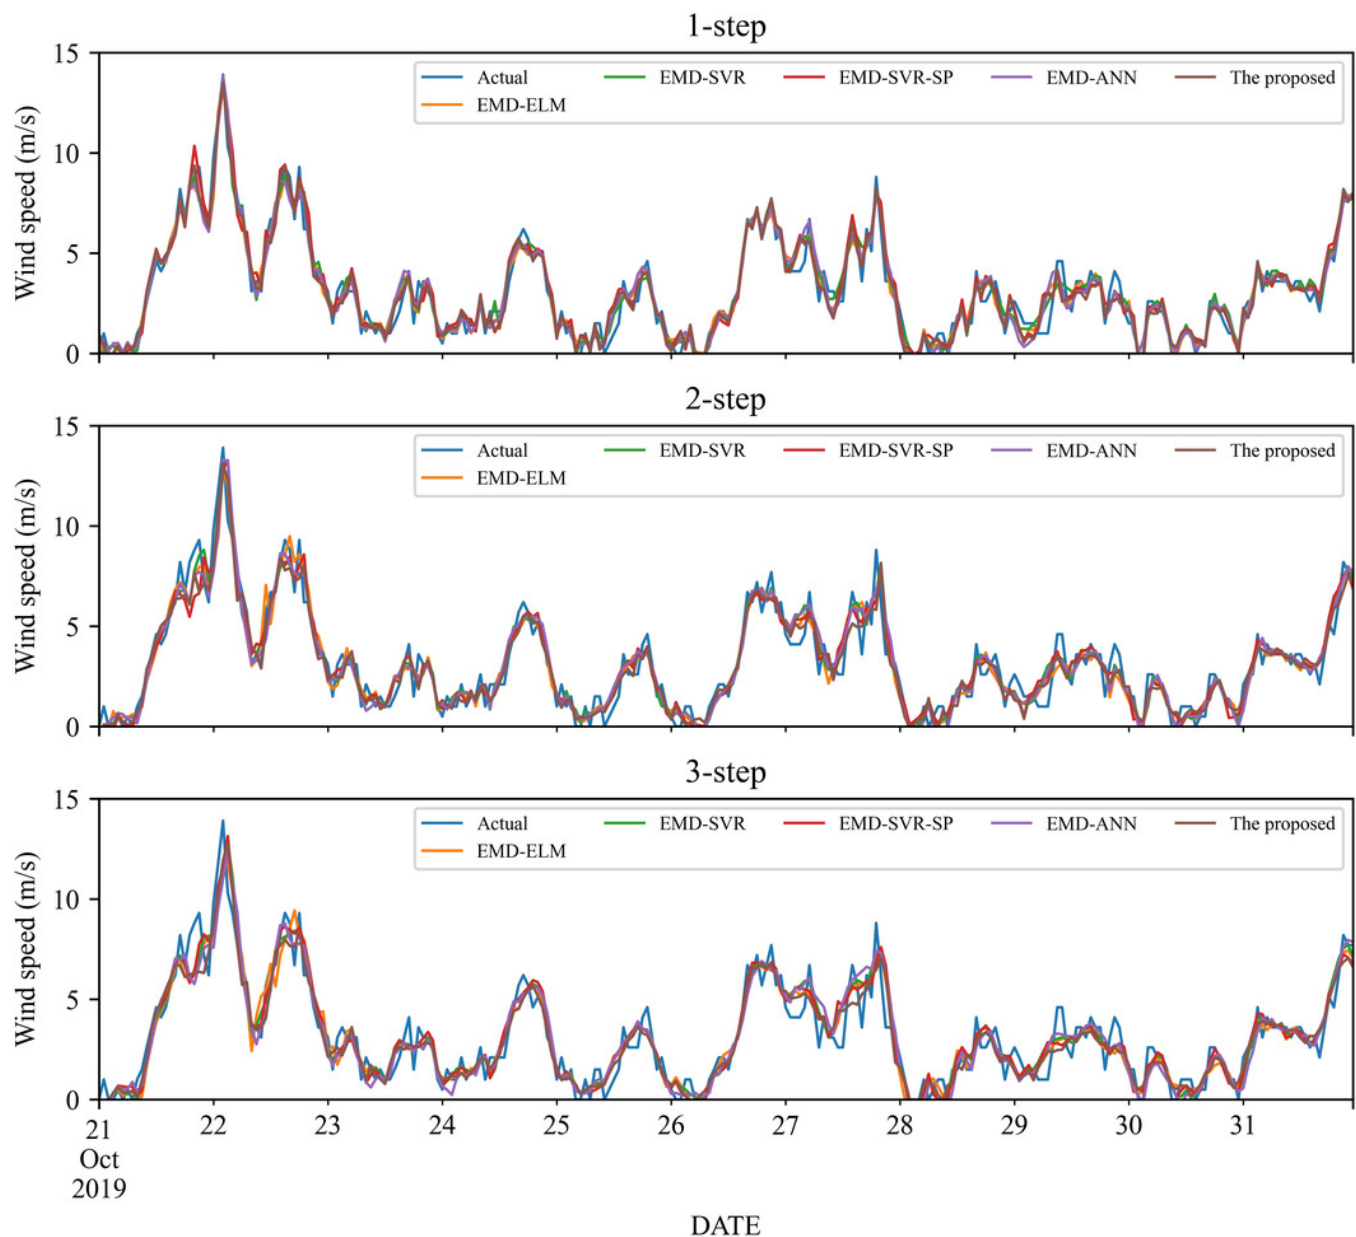 1-step
15
Actual EMD-SVR EMD-SVR-SP EMD-ANN The proposed
EMD-ELM
10
Wind speed (m/s)
5
0
2-step
15
Actual EMD-SVR EMD-SVR-SP EMD-ANN The proposed
EMD-ELM
10
Wind speed (m/s)
5
0
3-step
15
Actual EMD-SVR EMD-SVR-SP EMD-ANN The proposed
EMD-ELM
10
Wind speed (m/s)
5
0
21 22 23 24 25 26 27 28 29 30 31
Oct
2019
DATE